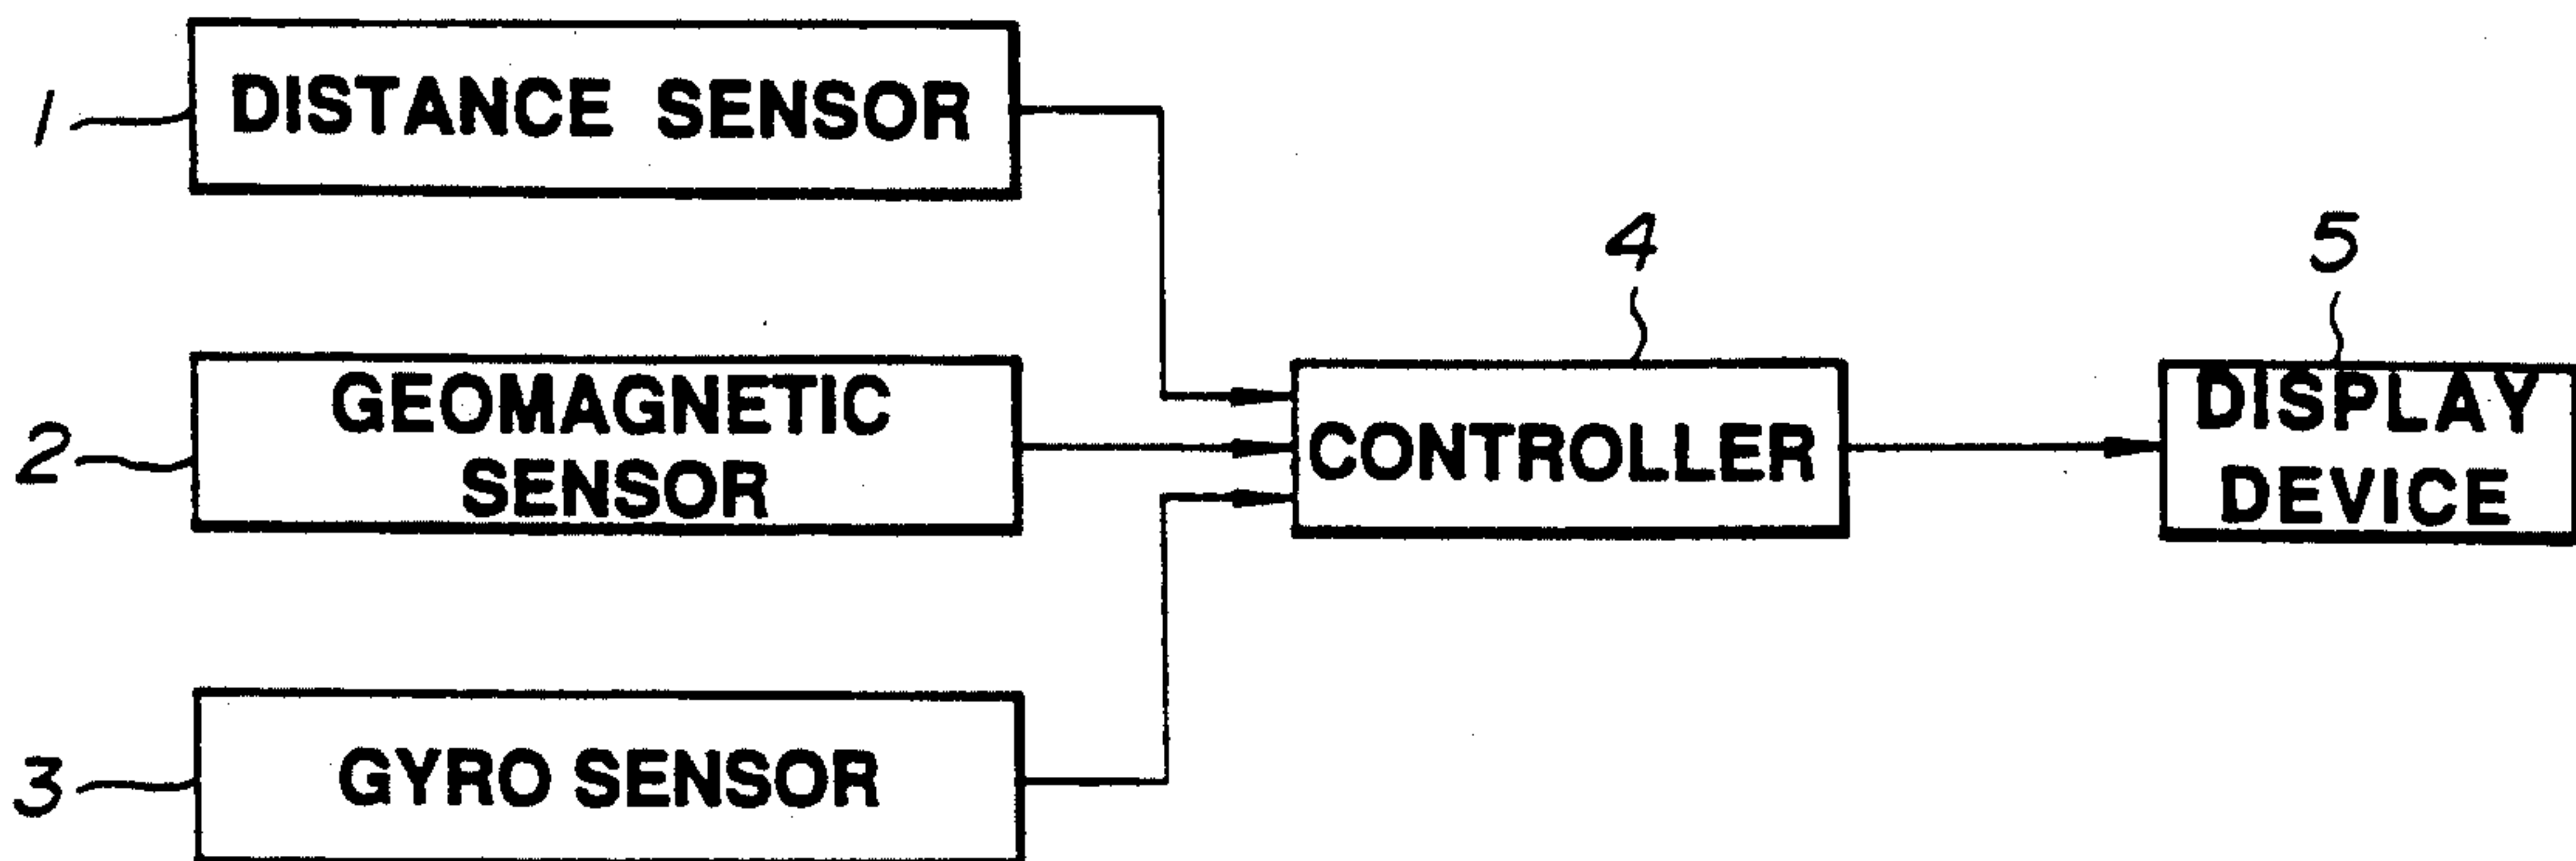 1
DISTANCE SENSOR
2
GEOMAGNETIC
SENSOR
3
GYRO SENSOR
4
CONTROLLER
5
DISPLAY
DEVICE